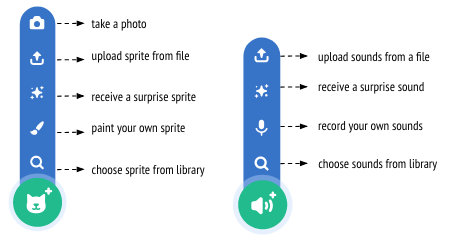 take a photo
upload sprite from file
receive a surprise sprite
paint your own sprite
choose sprite from library
upload sounds from a file
receive a surprise sound
record your own sounds
choose sounds from library